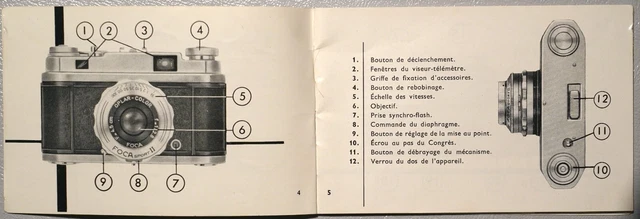 1
2
3
4
OPLAR-COLOR
5
6
FOCA
FOCA SPORT II
9
8
7
4
5
1. Bouton de déclenchement.
2. Fenêtres du viseur-télémètre.
3. Griffe de fixation d'accessoires.
4. Bouton de rebobinage.
5. Échelle des vitesses.
6. Objectif.
7. Prise synchro-flash.
8. Commande du diaphragme.
9. Bouton de réglage de la mise au point.
10. Écrou au pas du Congrès.
11. Bouton de débrayage du mécanisme.
12. Verrou du dos de l'appareil.
12
11
10